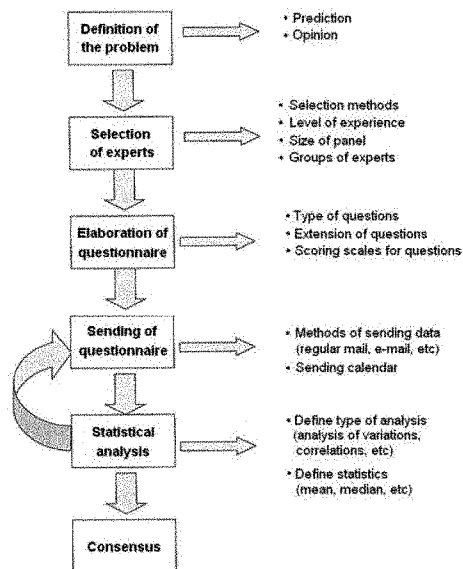 Definition of
the problem
• Prediction
• Opinion
Selection
of experts
• Selection methods
• Level of experience
• Size of panel
• Groups of experts
Elaboration of
questionnaire
• Type of questions
• Extension of questions
• Scoring scales for questions
Sending of
questionnaire
• Methods of sending data
(regular mail, e-mail, etc)
• Sending calendar
Statistical
analysis
• Define type of analysis
(analysis of variations,
correlations, etc)
• Define statistics
(mean, median, etc)
Consensus